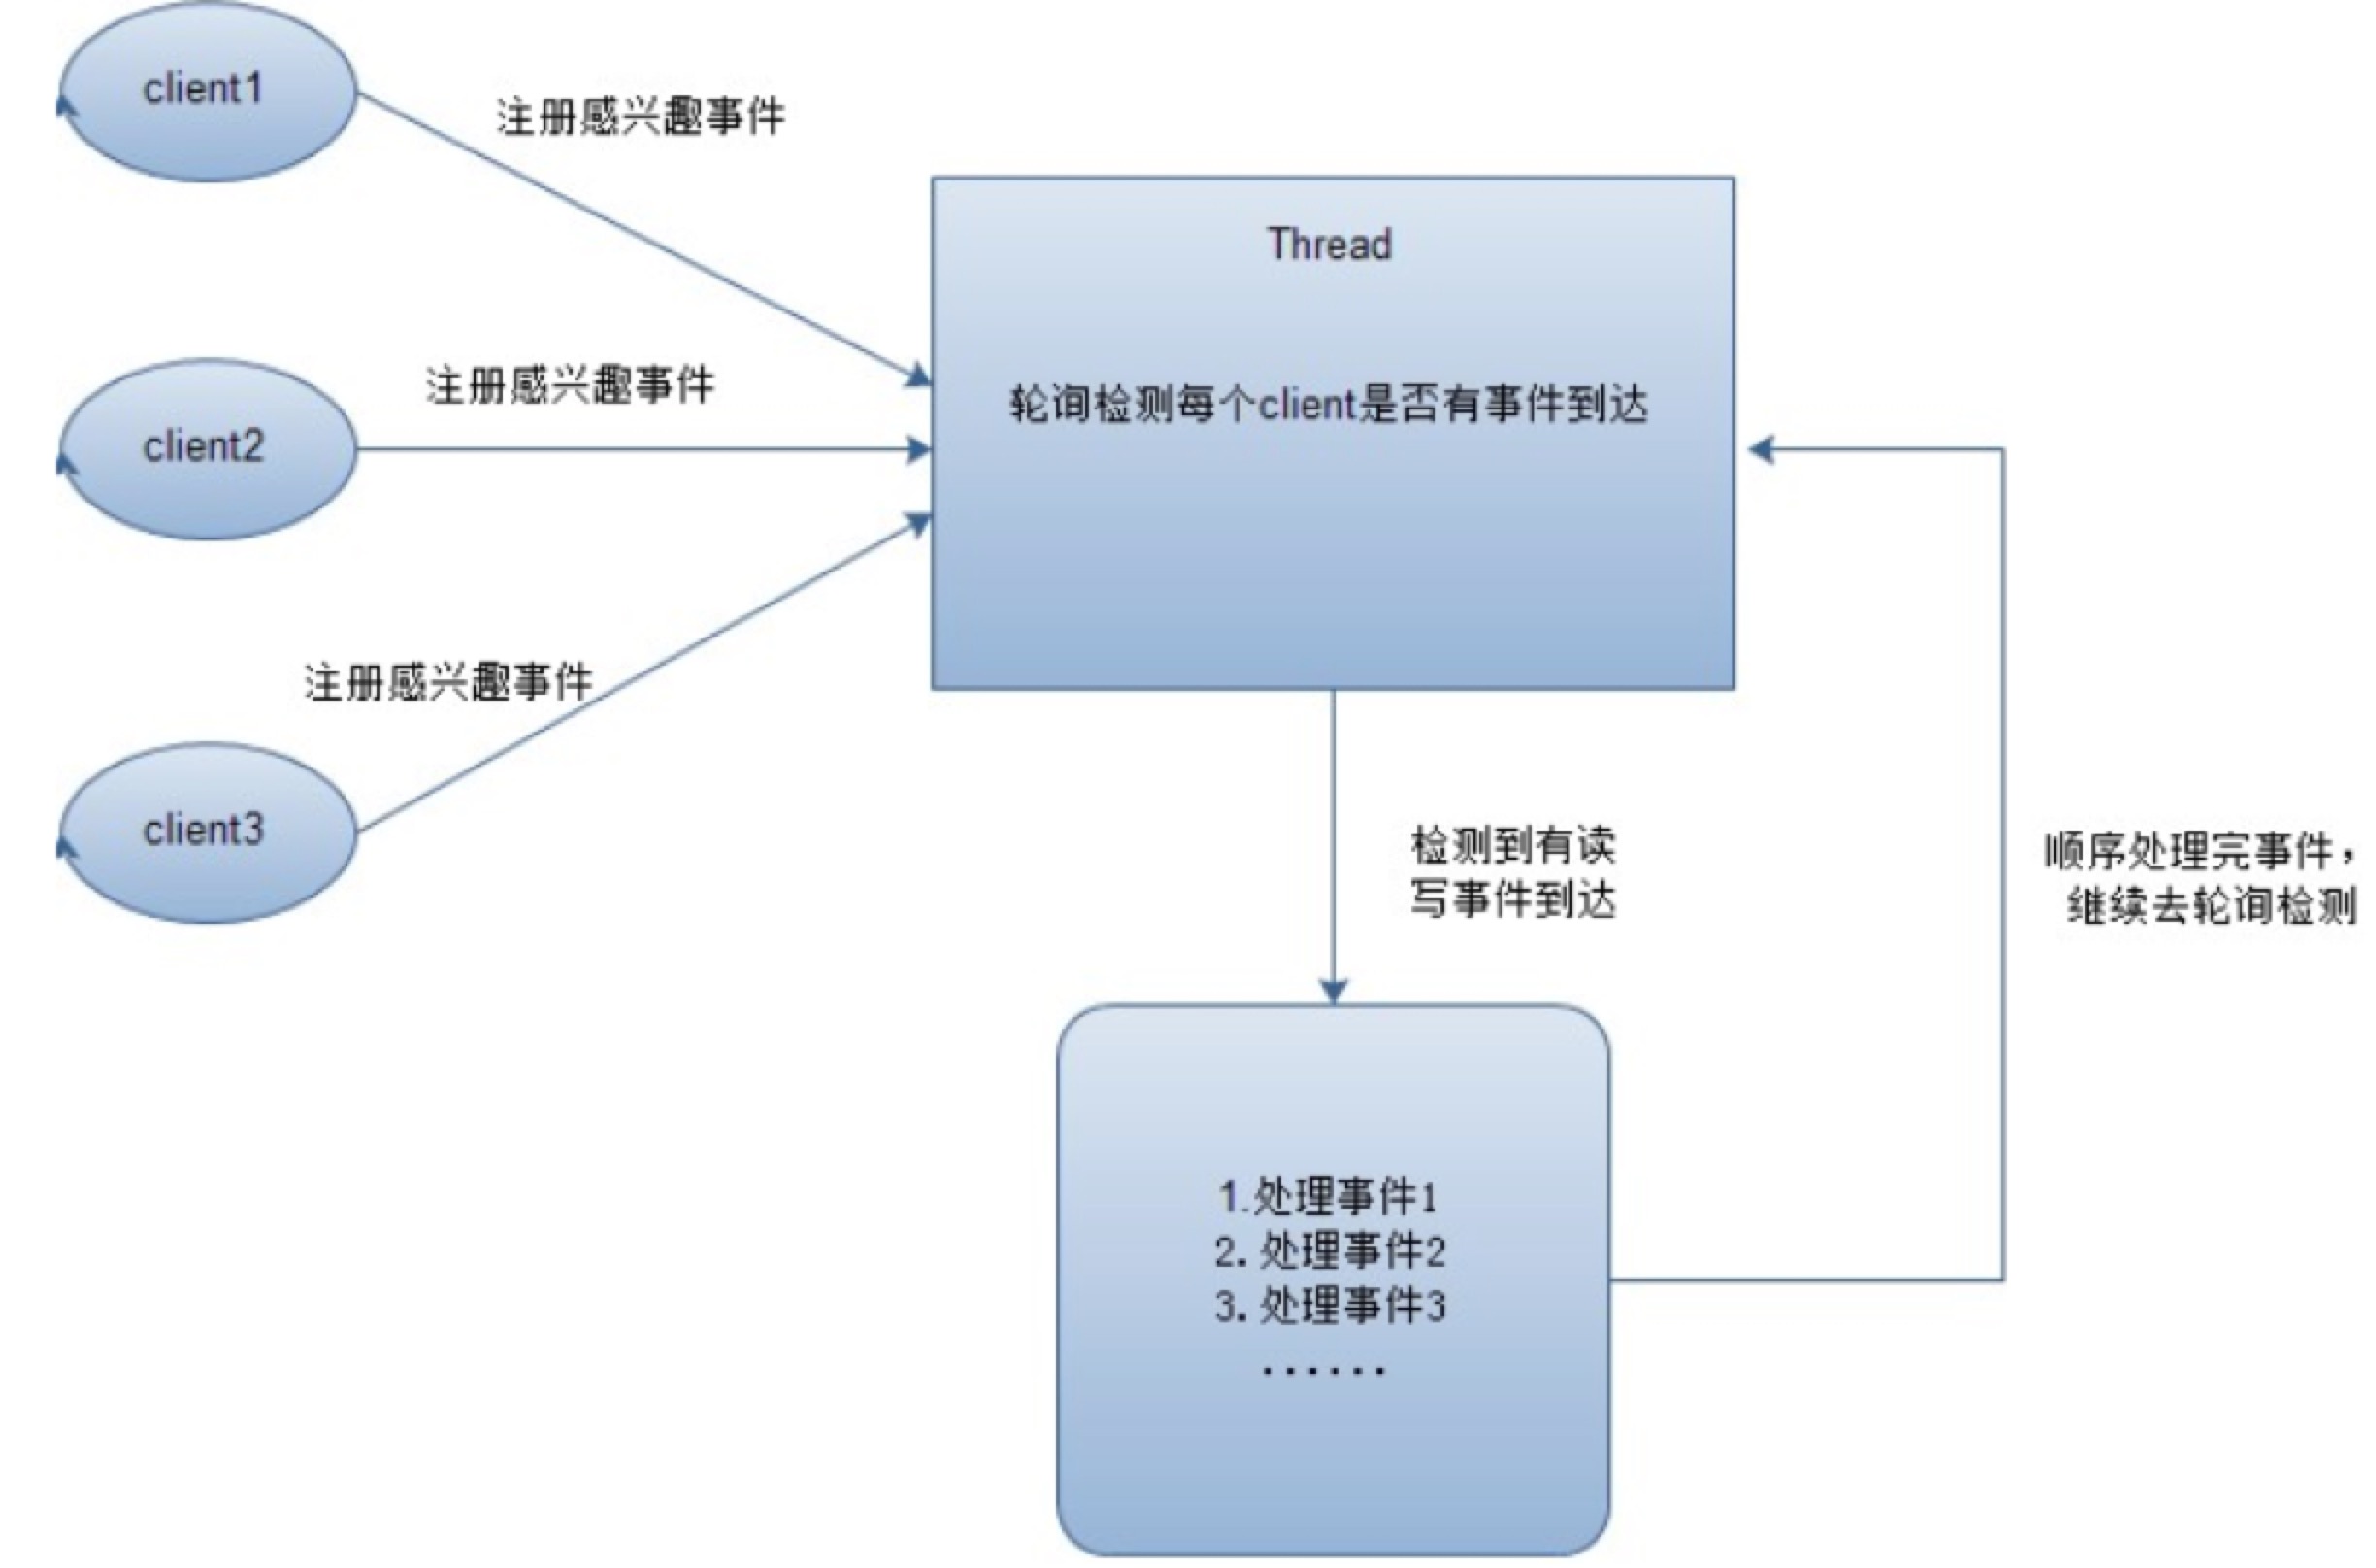 client1
注册感兴趣事件
Thread
client2
注册感兴趣事件
轮询检测每个client是否有事件到达
client3
注册感兴趣事件
检测到有读
写事件到达
顺序处理完事件，
继续去轮询检测
1.处理事件1
2. 处理事件2
3. 处理事件3
······